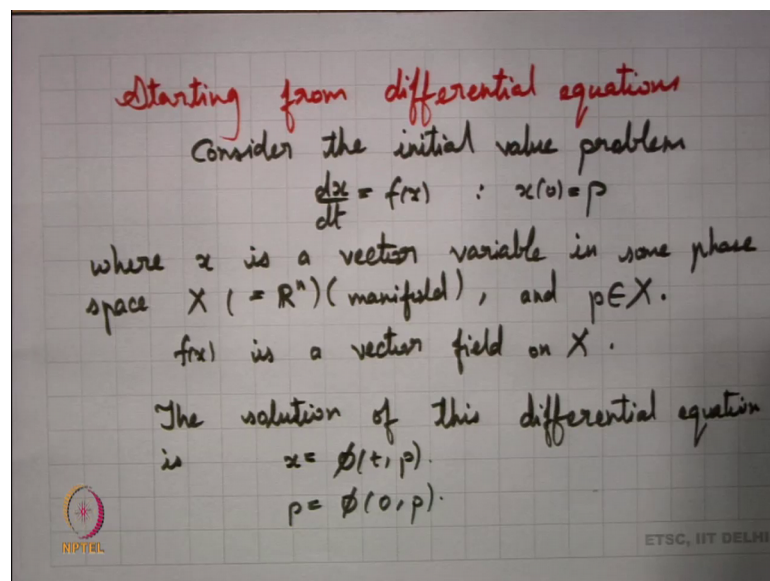 Starting from differential equations
Consider the initial value problem
dx/dt = f(x) : x(0) = p
where x is a vector variable in some phase
space X ( = Rⁿ) ( manifold ), and p ∈ X.
f(x) is a vector field on X.
The solution of this differential equation
is x = ϕ(t, p).
p = ϕ(0, p).
NPTEL
ETSC, IIT DELHI